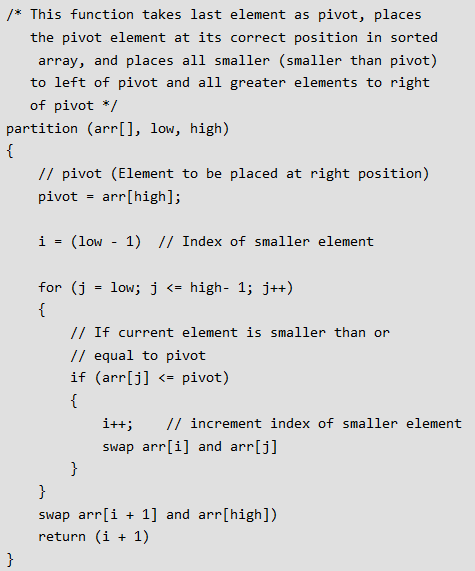 /* This function takes last element as pivot, places
   the pivot element at its correct position in sorted
    array, and places all smaller (smaller than pivot)
   to left of pivot and all greater elements to right
   of pivot */
partition (arr[], low, high)
{
    // pivot (Element to be placed at right position)
    pivot = arr[high];

    i = (low - 1)  // Index of smaller element

    for (j = low; j <= high- 1; j++)
    {
        // If current element is smaller than or
        // equal to pivot
        if (arr[j] <= pivot)
        {
            i++;    // increment index of smaller element
            swap arr[i] and arr[j]
        }
    }
    swap arr[i + 1] and arr[high])
    return (i + 1)
}